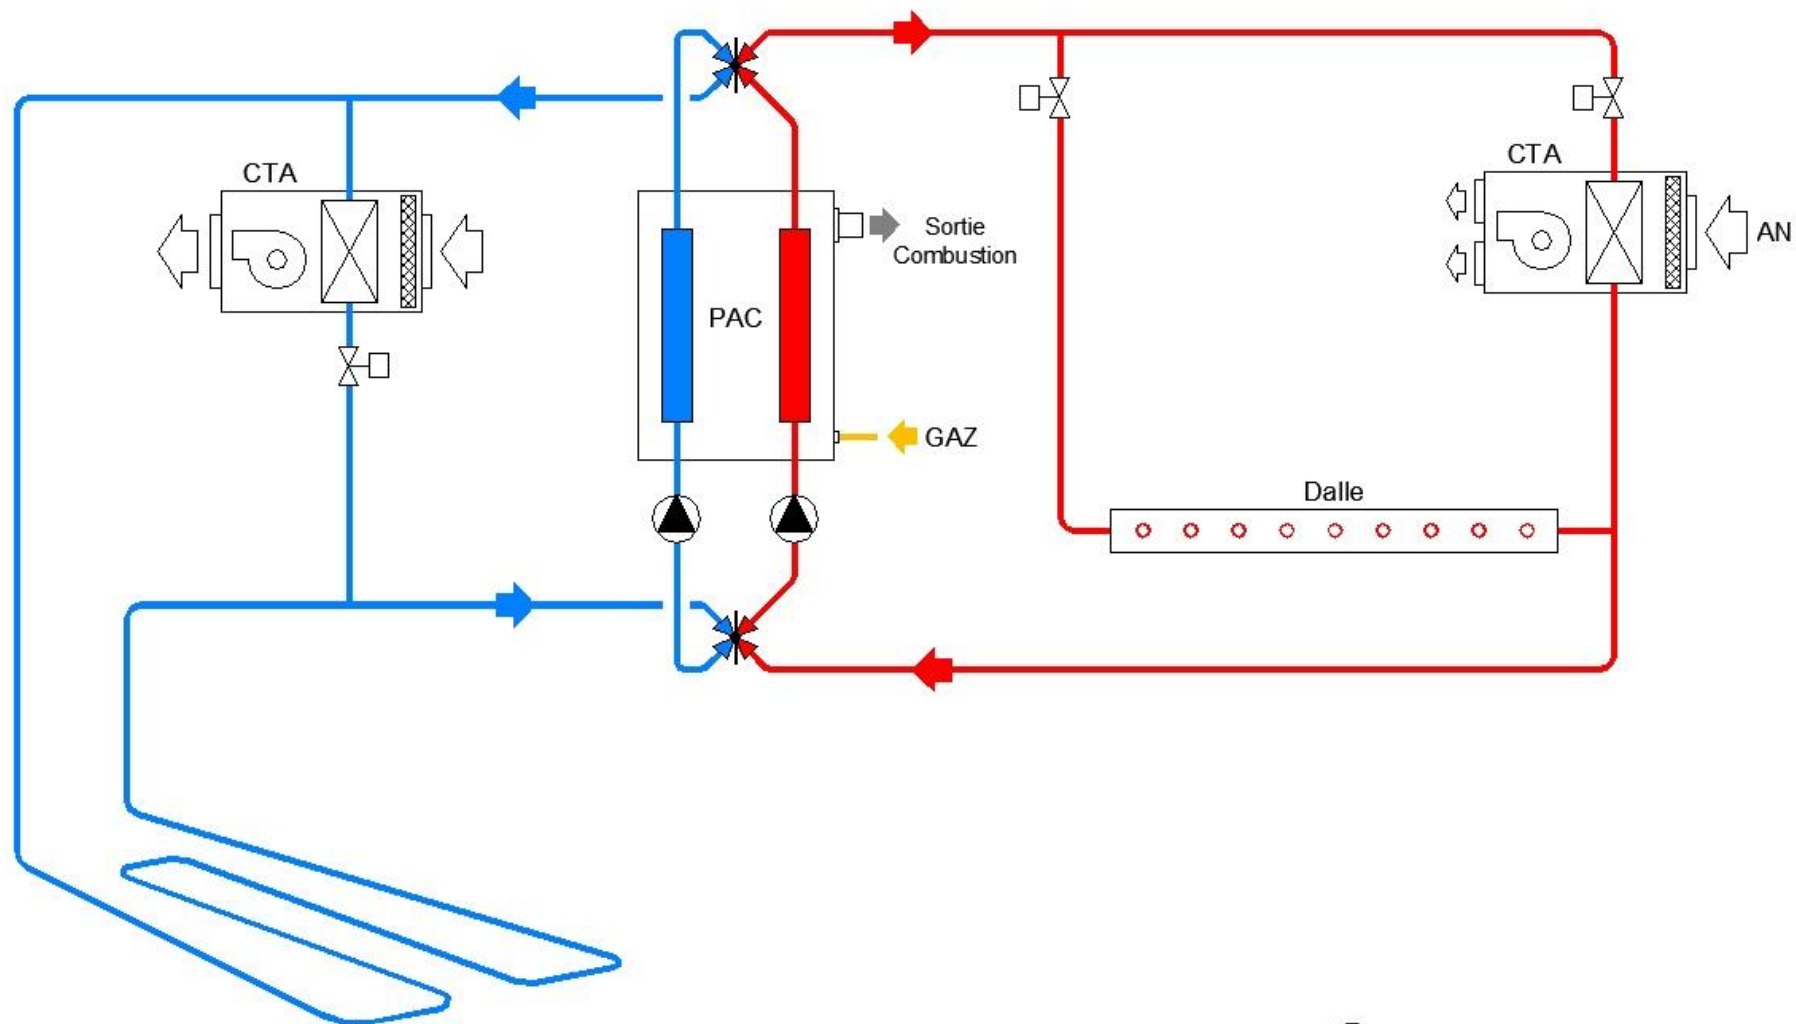 CTA
CTA
Sortie
Combustion
AN
PAC
GAZ
Dalle